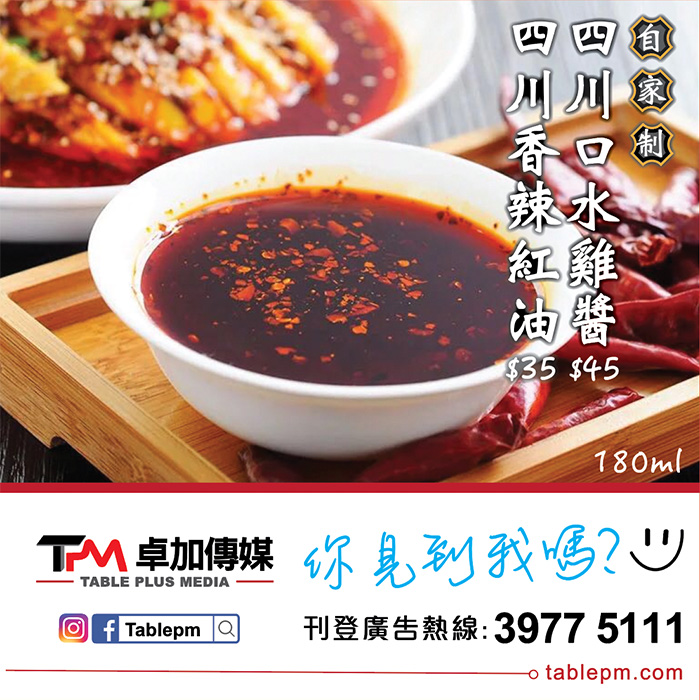 自家制
四川口水雞醬
$45
四川香辣紅油
$35
180ml
TPM 卓加傳媒
TABLE PLUS MEDIA
你見到我嗎?
Tablepm
刊登廣告熱線: 3977 5111
tablepm.com